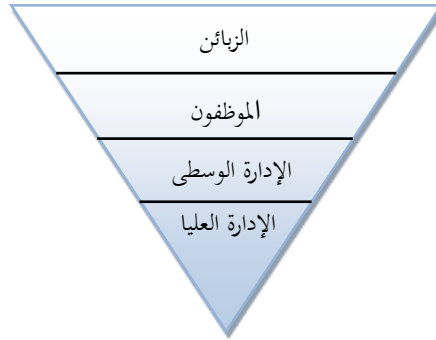 الزبائن
الموظفون
الإدارة الوسطى
الإدارة العليا